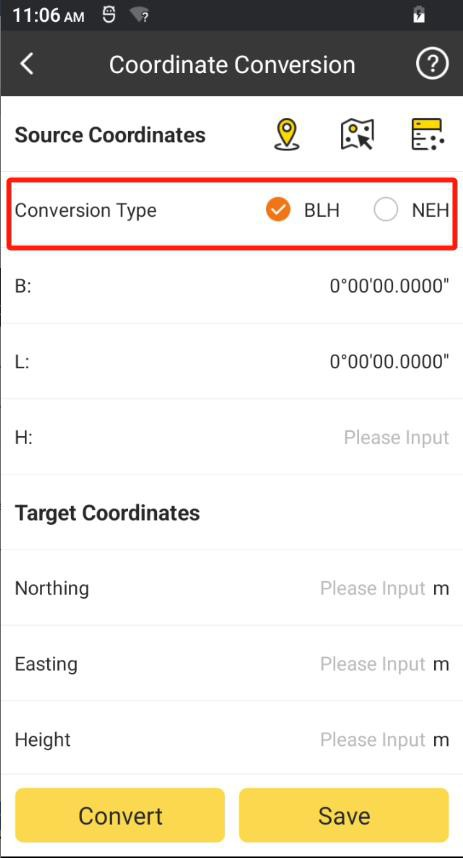 11:06 AM ?
Coordinate Conversion ?
Source Coordinates
Conversion Type BLH NEH
B: 0°00'00.0000"
L: 0°00'00.0000"
H: Please Input
Target Coordinates
Northing Please Input m
Easting Please Input m
Height Please Input m
Convert Save